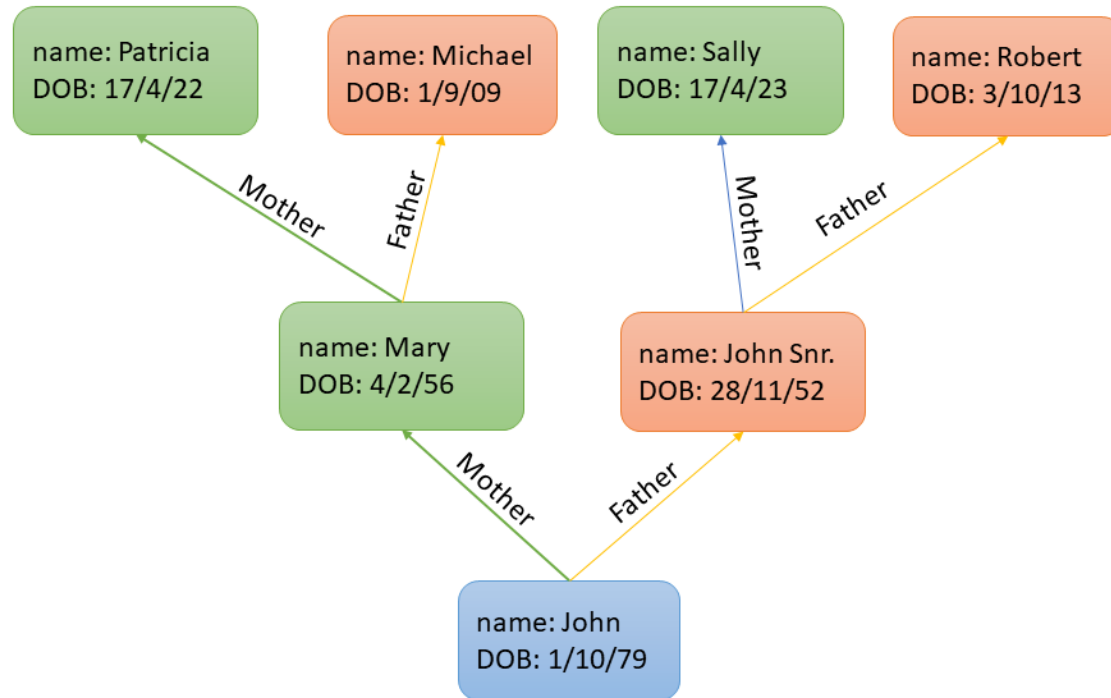 name: Patricia
DOB: 17/4/22
name: Michael
DOB: 1/9/09
name: Sally
DOB: 17/4/23
name: Robert
DOB: 3/10/13
Mother
Father
Mother
Father
name: Mary
DOB: 4/2/56
name: John Snr.
DOB: 28/11/52
Mother
Father
name: John
DOB: 1/10/79